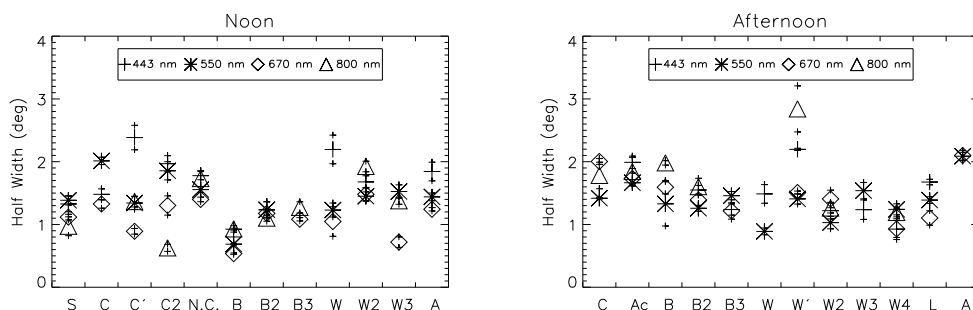 Noon
Afternoon
4
+ 443 nm ✳ 550 nm ◇ 670 nm △ 800 nm
3
2
1
0
Half Width (deg)
S C C´ C2 N.C. B B2 B3 W W2 W3 A
4
+ 443 nm ✳ 550 nm ◇ 670 nm △ 800 nm
3
2
1
0
Half Width (deg)
C Ac B B2 B3 W W´ W2 W3 W4 L A